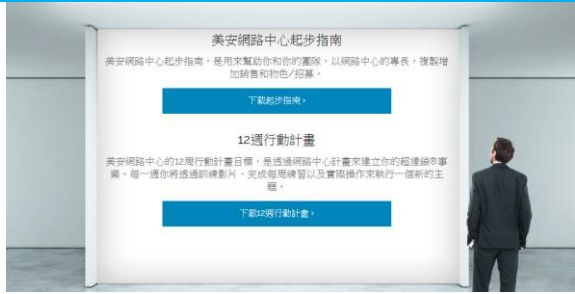 美安網路中心起步指南
美安網路中心起步指南，是用來幫助你和你的團隊，以網路中心的專長，複製增
加銷售和物色/招募。
下載起步指南 ›
12週行動計畫
美安網路中心的12周行動計畫目標，是透過網路中心計畫來建立你的超連鎖®事
業。每一週你將透過訓練影片、完成每周練習以及實際操作來執行一個新的主
題。
下載12週行動計畫 ›